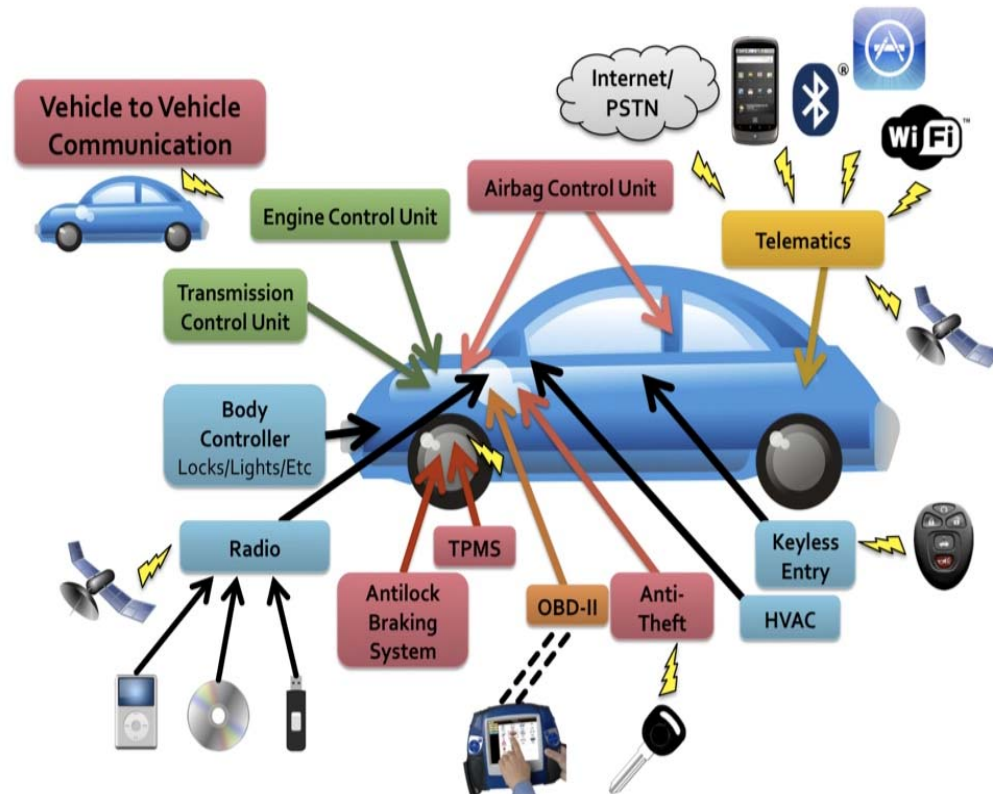 Vehicle to Vehicle
Communication
Internet/
PSTN
®
WiFi™
Engine Control Unit
Airbag Control Unit
Telematics
Transmission
Control Unit
Body
Controller
Locks/Lights/Etc
Radio
TPMS
Antilock
Braking
System
OBD-II
Anti-
Theft
Keyless
Entry
HVAC